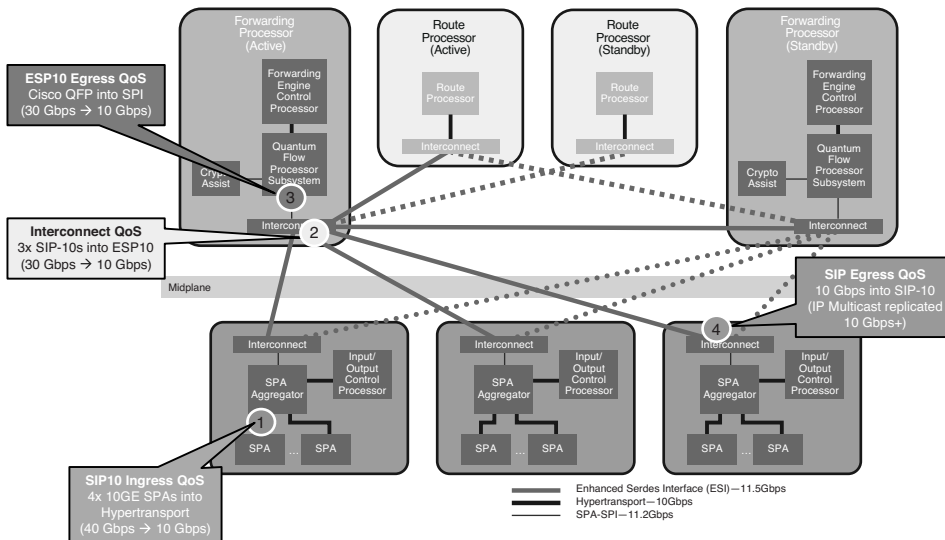 Forwarding
Processor
(Active)
Route
Processor
(Active)
Route
Processor
(Standby)
Forwarding
Processor
(Standby)
ESP10 Egress QoS
Cisco QFP into SPI
(30 Gbps → 10 Gbps)
Forwarding
Engine
Control
Processor
Route
Processor
Route
Processor
Forwarding
Engine
Control
Processor
Interconnect
Interconnect
Crypto
Assist
Quantum
Flow
Processor
Subsystem
Crypto
Assist
Quantum
Flow
Processor
Subsystem
3
Interconnect QoS
3x SIP-10s into ESP10
(30 Gbps → 10 Gbps)
Interconnect
2
Interconnect
Midplane
SIP Egress QoS
10 Gbps into SIP-10
(IP Multicast replicated
10 Gbps+)
4
Interconnect
Interconnect
Interconnect
SPA
Aggregator
Input/
Output
Control
Processor
SPA
Aggregator
Input/
Output
Control
Processor
SPA
Aggregator
Input/
Output
Control
Processor
1
SPA ... SPA
SPA ... SPA
SPA ... SPA
SIP10 Ingress QoS
4x 10GE SPAs into
Hypertransport
(40 Gbps → 10 Gbps)
Enhanced Serdes Interface (ESI)—11.5Gbps
Hypertransport—10Gbps
SPA-SPI—11.2Gbps